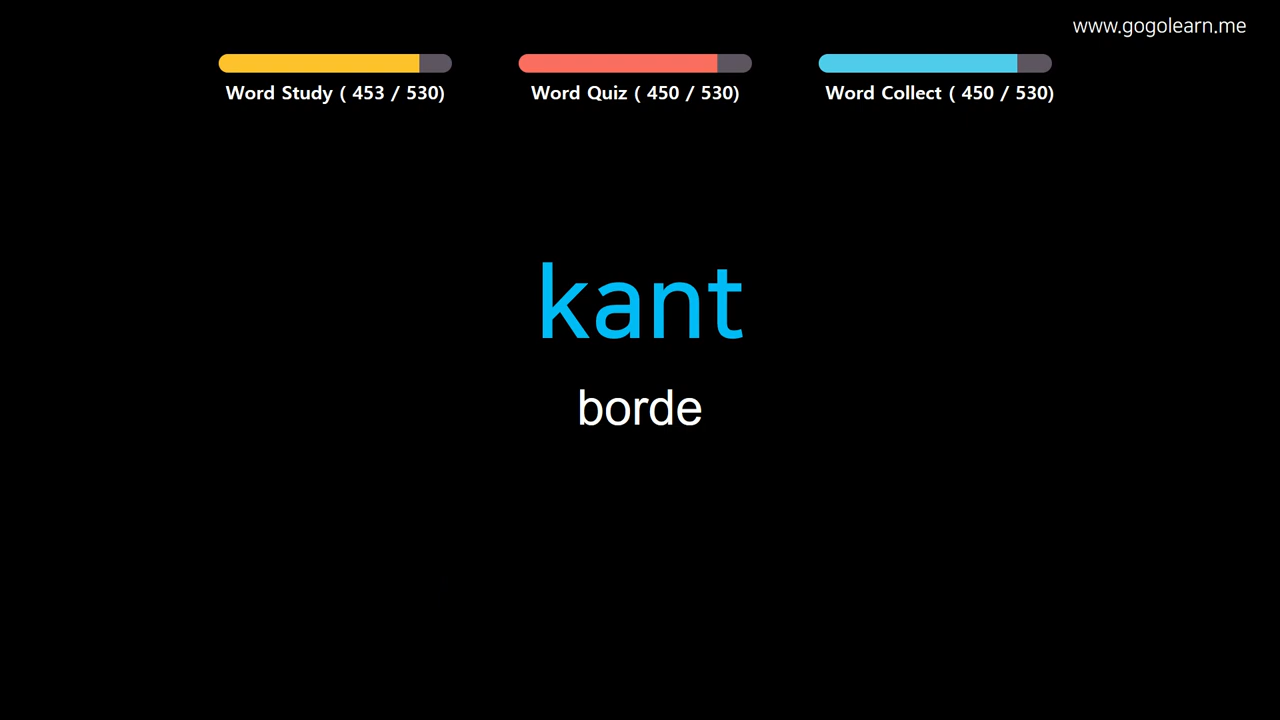 www.gogolearn.me
Word Study ( 453 / 530)
Word Quiz ( 450 / 530)
Word Collect ( 450 / 530)
kant
borde